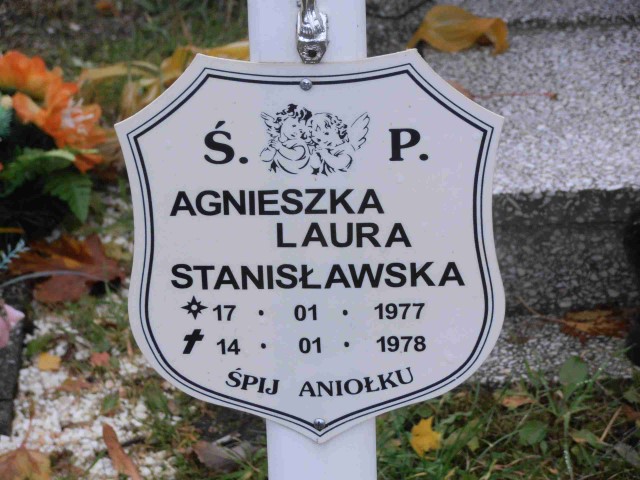 Ś. P.
AGNIESZKA
LAURA
STANISŁAWSKA
17 · 01 · 1977
14 · 01 · 1978
ŚPIJ ANIOŁKU